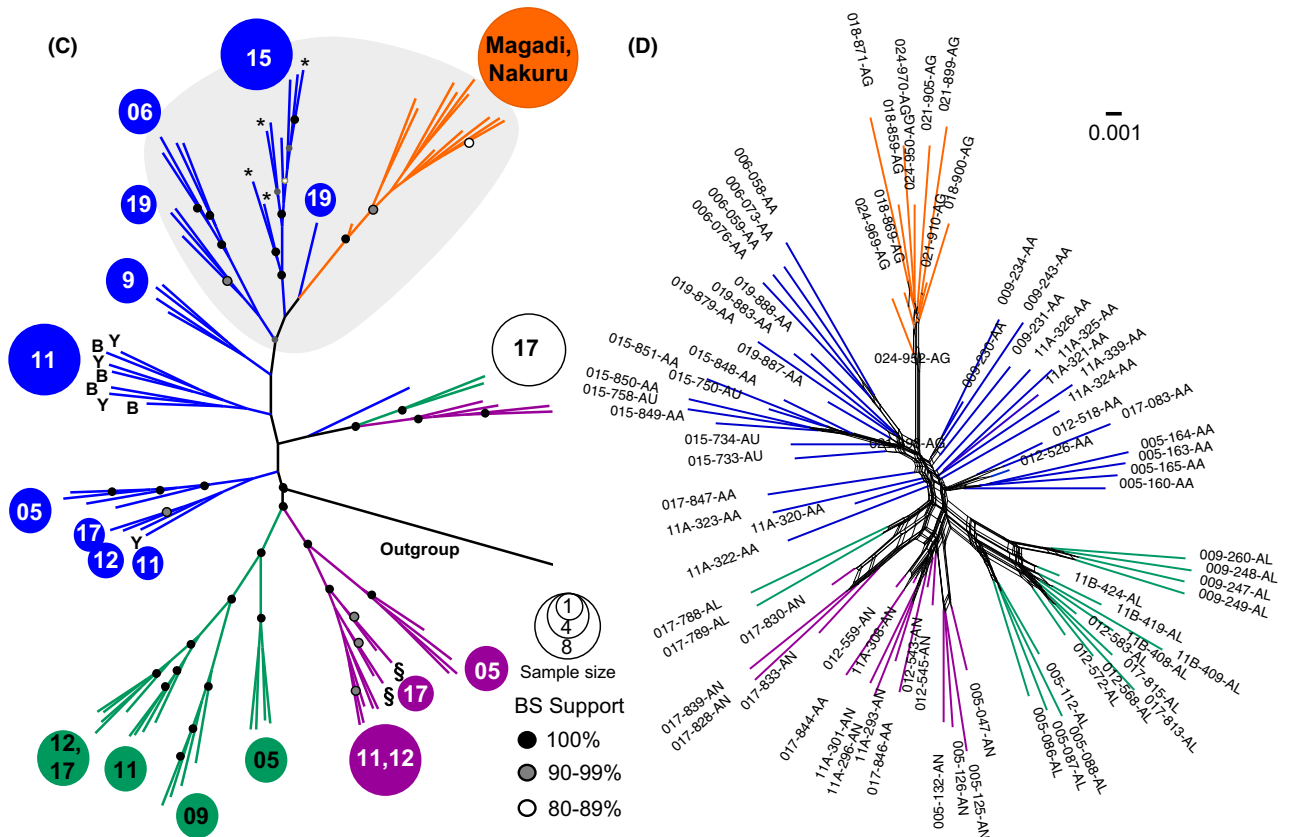 (C)
15
*
Magadi,
Nakuru
06
*
*
*
19
19
9
11
B
Y
Y
B
B
Y
B
17
05
17
12
Y
11
Outgroup
1
4
8
Sample size
BS Support
100%
90-99%
80-89%
§
§
17
05
11,12
12,
17
11
09
05
(D)
0.001
018-871-AG
024-970-AG
018-859-AG
024-950-AG
021-905-AG
021-899-AG
018-900-AG
018-869-AG
024-969-AG
021-910-AG
024-952-AG
006-058-AA
006-073-AA
006-059-AA
006-076-AA
019-888-AA
019-883-AA
019-879-AA
019-887-AA
015-851-AA
015-848-AA
015-850-AA
015-750-AU
015-758-AU
015-849-AA
015-734-AU
015-733-AU
017-847-AA
11A-323-AA
11A-320-AA
11A-322-AA
009-234-AA
009-243-AA
009-230-AA
009-231-AA
11A-326-AA
11A-325-AA
11A-321-AA
11A-339-AA
11A-324-AA
012-518-AA
017-083-AA
012-526-AA
005-164-AA
005-163-AA
005-165-AA
005-160-AA
009-260-AL
009-248-AL
009-247-AL
009-249-AL
11B-424-AL
11B-419-AL
11B-408-AL
11B-409-AL
012-583-AL
017-815-AL
017-813-AL
012-568-AL
012-572-AL
005-112-AL
005-088-AL
005-087-AL
005-086-AL
005-047-AN
005-125-AN
005-126-AN
005-132-AN
012-545-AN
012-543-AN
017-846-AA
11A-293-AN
11A-296-AN
11A-301-AN
017-844-AA
11A-308-AN
012-559-AN
017-833-AN
017-830-AN
017-828-AN
017-839-AN
017-789-AL
017-788-AL